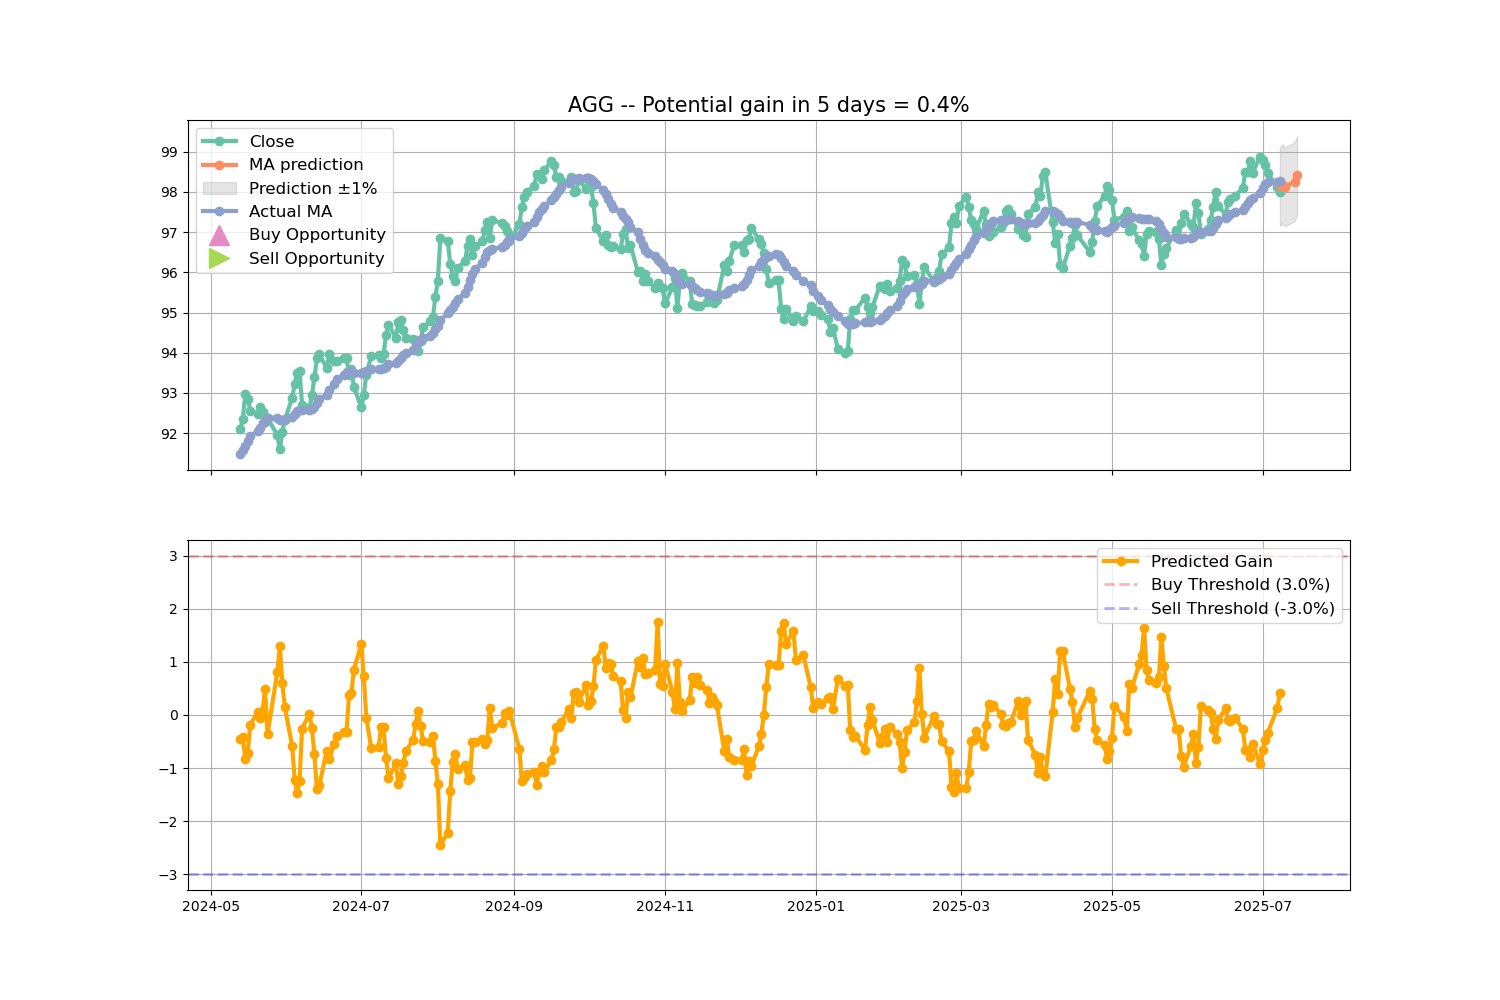 AGG -- Potential gain in 5 days = 0.4%
Close
MA prediction
Prediction ±1%
Actual MA
Buy Opportunity
Sell Opportunity
99
98
97
96
95
94
93
92
Predicted Gain
Buy Threshold (3.0%)
Sell Threshold (-3.0%)
3
2
1
0
−1
−2
−3
2024-05 2024-07 2024-09 2024-11 2025-01 2025-03 2025-05 2025-07